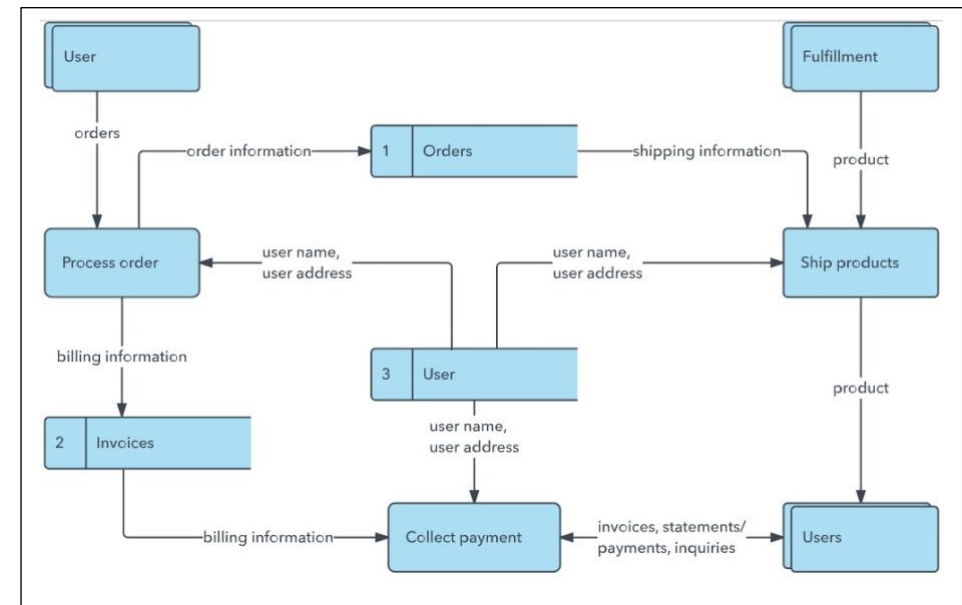 User
Fulfillment
orders
order information
1
Orders
shipping information
product
Process order
user name,
user address
user name,
user address
Ship products
billing information
3
User
product
2
Invoices
user name,
user address
billing information
Collect payment
invoices, statements/
payments, inquiries
Users